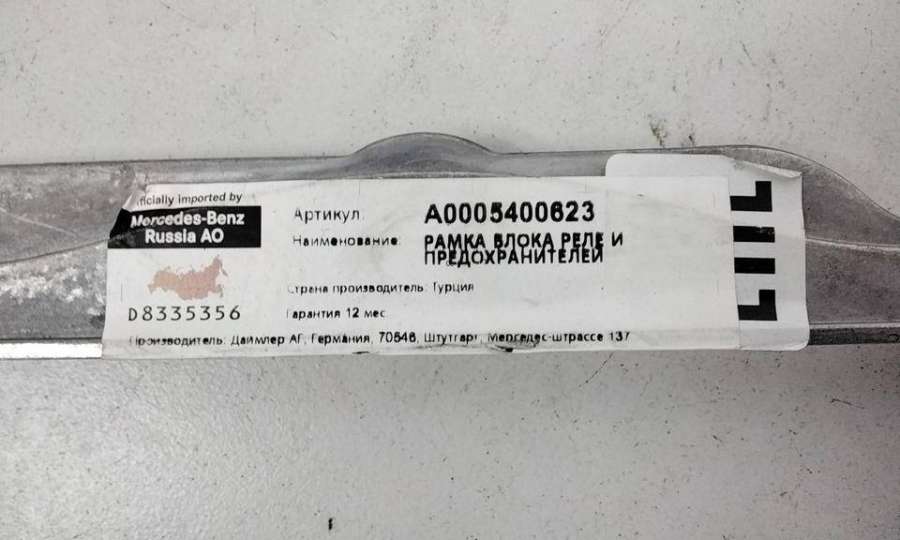 ficially imported by
Mercedes-Benz
Russia AO
D8335356
Артикул: A0005400623
Наименование: РАМКА БЛОКА РЕЛЕ И
ПРЕДОХРАНИТЕЛЕЙ
Страна производитель: Турция
Гарантия 12 мес.
Производитель: Даймлер АГ, Германия, 70546, Штутгарт, Мерседес-штрассе 137